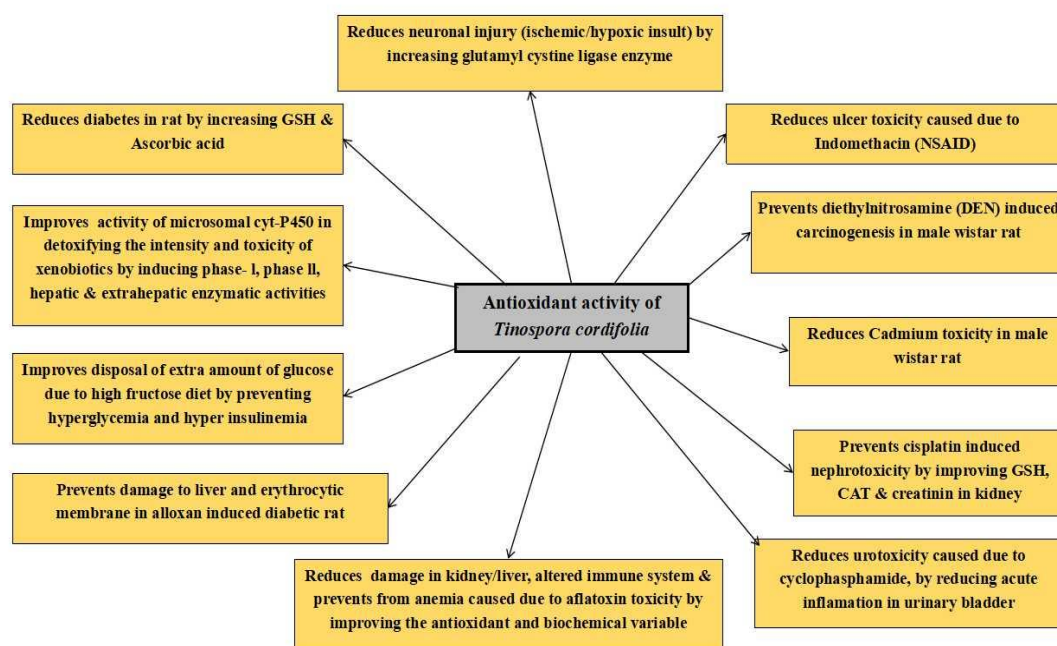 Reduces neuronal injury (ischemic/hypoxic insult) by
increasing glutamyl cystine ligase enzyme
Reduces diabetes in rat by increasing GSH &
Ascorbic acid
Reduces ulcer toxicity caused due to
Indomethacin (NSAID)
Improves activity of microsomal cyt-P450 in
detoxifying the intensity and toxicity of
xenobiotics by inducing phase- l, phase ll,
hepatic & extrahepatic enzymatic activities
Prevents diethylnitrosamine (DEN) induced
carcinogenesis in male wistar rat
Antioxidant activity of
Tinospora cordifolia
Reduces Cadmium toxicity in male
wistar rat
Improves disposal of extra amount of glucose
due to high fructose diet by preventing
hyperglycemia and hyper insulinemia
Prevents cisplatin induced
nephrotoxicity by improving GSH,
CAT & creatinin in kidney
Prevents damage to liver and erythrocytic
membrane in alloxan induced diabetic rat
Reduces urotoxicity caused due to
cyclophasphamide, by reducing acute
inflamation in urinary bladder
Reduces damage in kidney/liver, altered immune system &
prevents from anemia caused due to aflatoxin toxicity by
improving the antioxidant and biochemical variable